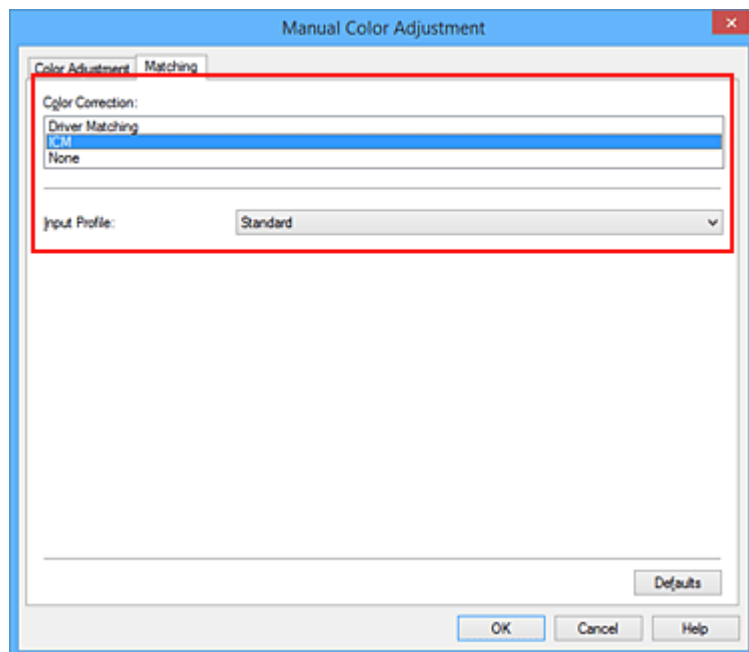 Manual Color Adjustment
Color Adjustment Matching
Color Correction:
Driver Matching
ICM
None
Input Profile: Standard
Defaults
OK Cancel Help